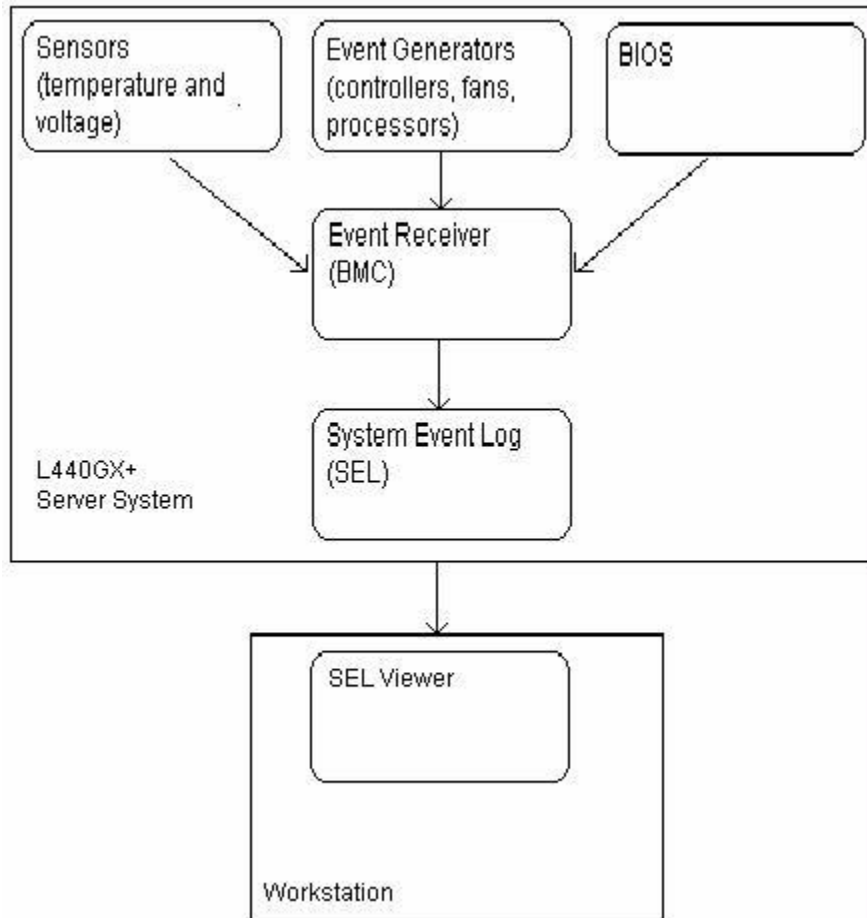 Sensors
(temperature and
voltage)
Event Generators
(controllers, fans,
processors)
BIOS
Event Receiver
(BMC)
System Event Log
(SEL)
L440GX+
Server System
SEL Viewer
Workstation